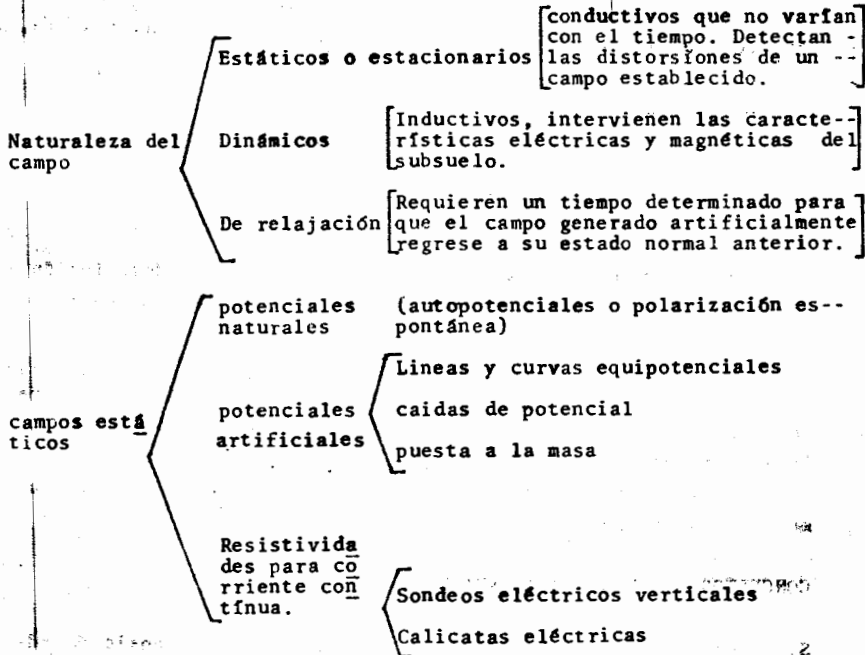 Naturaleza del
campo
Estáticos o estacionarios
conductivos que no varían
con el tiempo. Detectan -
las distorsiones de un --
campo establecido.
Dinámicos
Inductivos, intervienen las caracte--
rísticas eléctricas y magnéticas del
subsuelo.
De relajación
Requieren un tiempo determinado para
que el campo generado artificialmente
regrese a su estado normal anterior.
campos está
ticos
potenciales
naturales
(autopotenciales o polarización es--
pontánea)
potenciales
artificiales
Lineas y curvas equipotenciales
caidas de potencial
puesta a la masa
Resistivida
des para co
rriente con
tínua.
Sondeos eléctricos verticales
Calicatas eléctricas